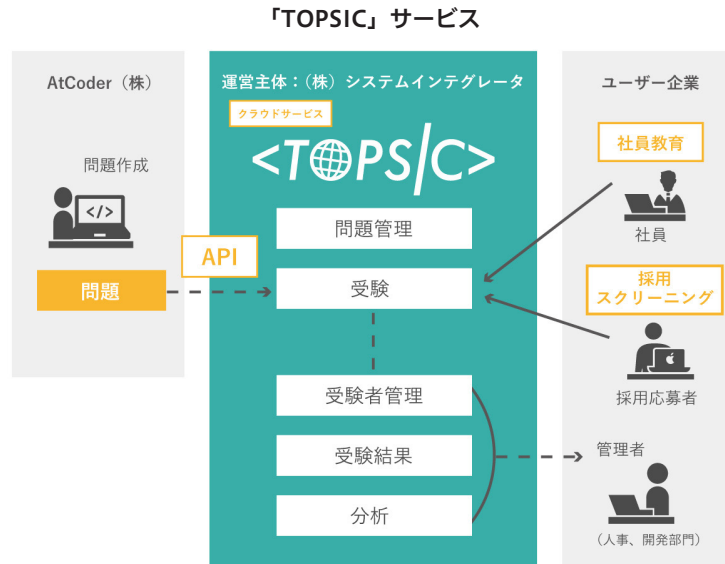 「TOPSIC」サービス
AtCoder（株）
問題作成
</>
問題
API
運営主体：（株）システムインテグレータ
クラウドサービス
<TOPSIC>
問題管理
受験
受験者管理
受験結果
分析
ユーザー企業
社員教育
社員
採用
スクリーニング
採用応募者
管理者
（人事、開発部門）